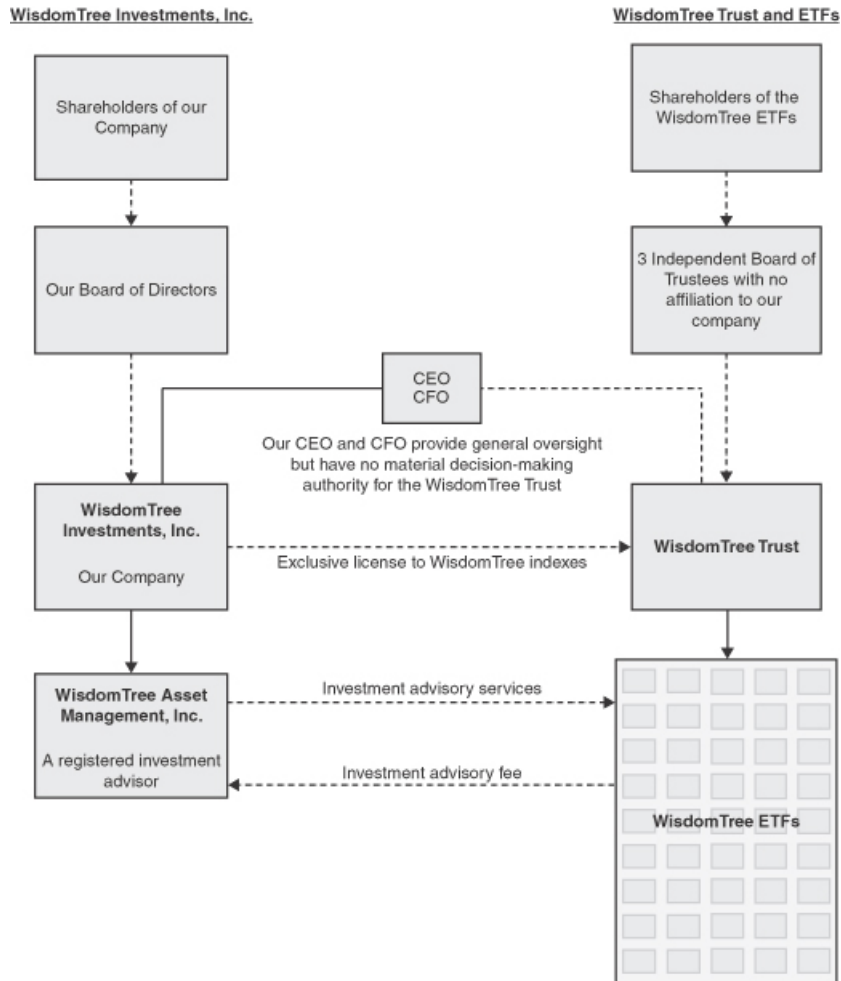 WisdomTree Investments, Inc.
WisdomTree Trust and ETFs
Shareholders of our
Company
Shareholders of the
WisdomTree ETFs
Our Board of Directors
3 Independent Board of
Trustees with no
affiliation to our
company
CEO
CFO
Our CEO and CFO provide general oversight
but have no material decision-making
authority for the WisdomTree Trust
WisdomTree
Investments, Inc.
Our Company
Exclusive license to WisdomTree indexes
WisdomTree Trust
WisdomTree Asset
Management, Inc.
A registered investment
advisor
Investment advisory services
Investment advisory fee
WisdomTree ETFs